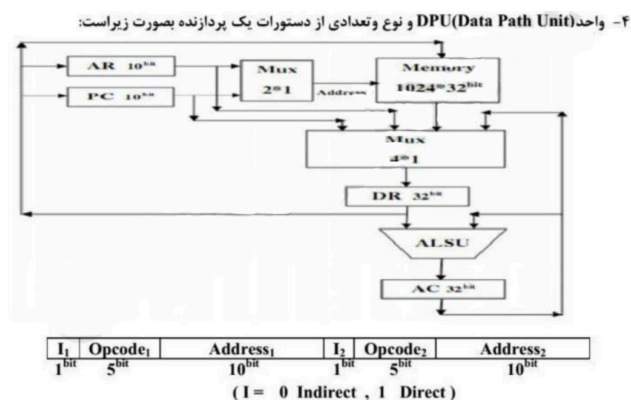 ۴- واحد DPU(Data Path Unit) و نوع وتعدادی از دستورات یک پردازنده بصورت زیراست:
AR 10bit
Mux
2*1
Memory
1024*32bit
PC 10bit
Address
Mux
4*1
DR 32bit
ALSU
AC 32bit
I1 Opcode1 Address1 I2 Opcode2 Address2
1bit 5bit 10bit 1bit 5bit 10bit
( I = 0 Indirect , 1 Direct )